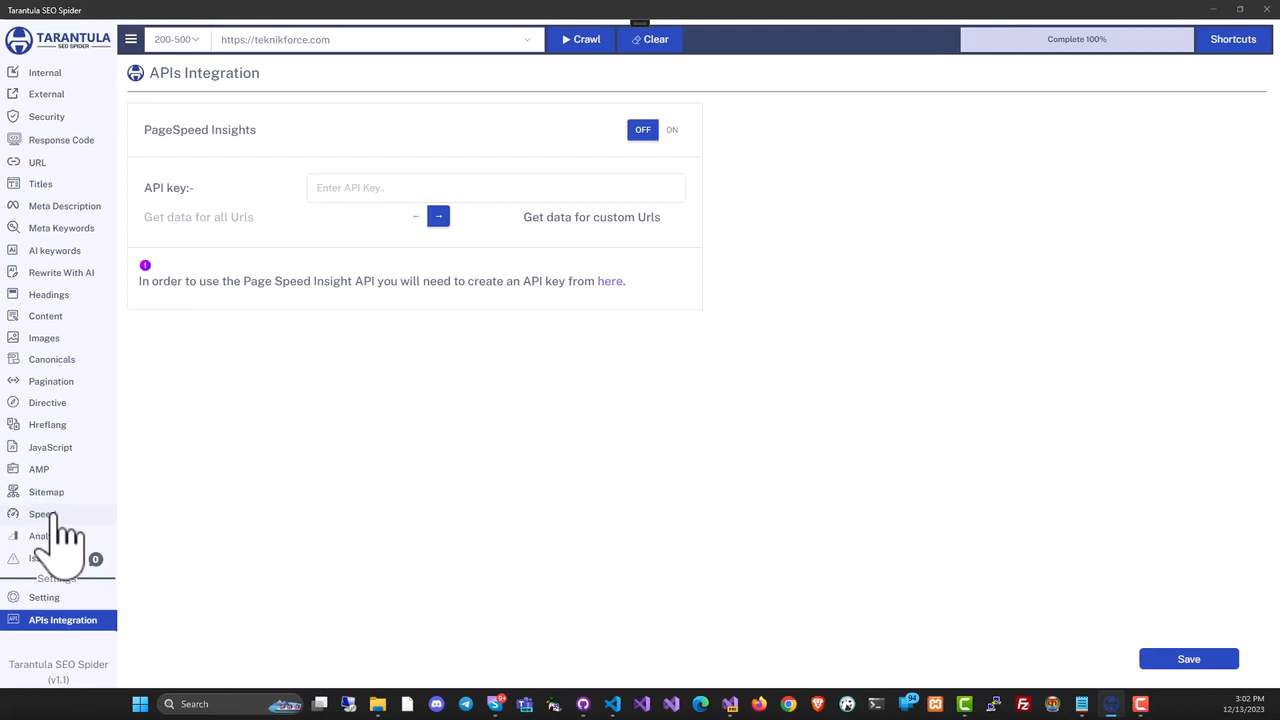 Tarantula SEO Spider
TARANTULA
SEO SPIDER
200-500
https://teknikforce.com
Crawl
Clear
Complete 100%
Shortcuts
Internal
External
Security
Response Code
URL
Titles
Meta Description
Meta Keywords
AI keywords
Rewrite With AI
Headings
Content
Images
Canonicals
Pagination
Directive
Hreflang
JavaScript
AMP
Sitemap
0
Setting
APIs Integration
Tarantula SEO Spider
(v1.1)
APIs Integration
PageSpeed Insights
OFF
ON
API key:-
Enter API Key..
Get data for all Urls
←
→
Get data for custom Urls
!
In order to use the Page Speed Insight API you will need to create an API key from here.
Save
Search
9+
94
3:02 PM
12/13/2023